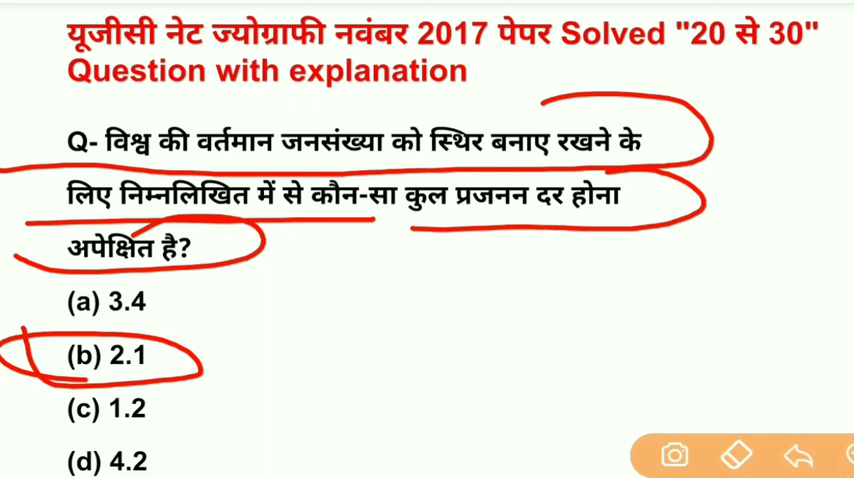 यूजीसी नेट ज्योग्राफी नवंबर 2017 पेपर Solved "20 से 30"
Question with explanation
Q- विश्व की वर्तमान जनसंख्या को स्थिर बनाए रखने के
लिए निम्नलिखित में से कौन-सा कुल प्रजनन दर होना
अपेक्षित है?
(a) 3.4
(b) 2.1
(c) 1.2
(d) 4.2